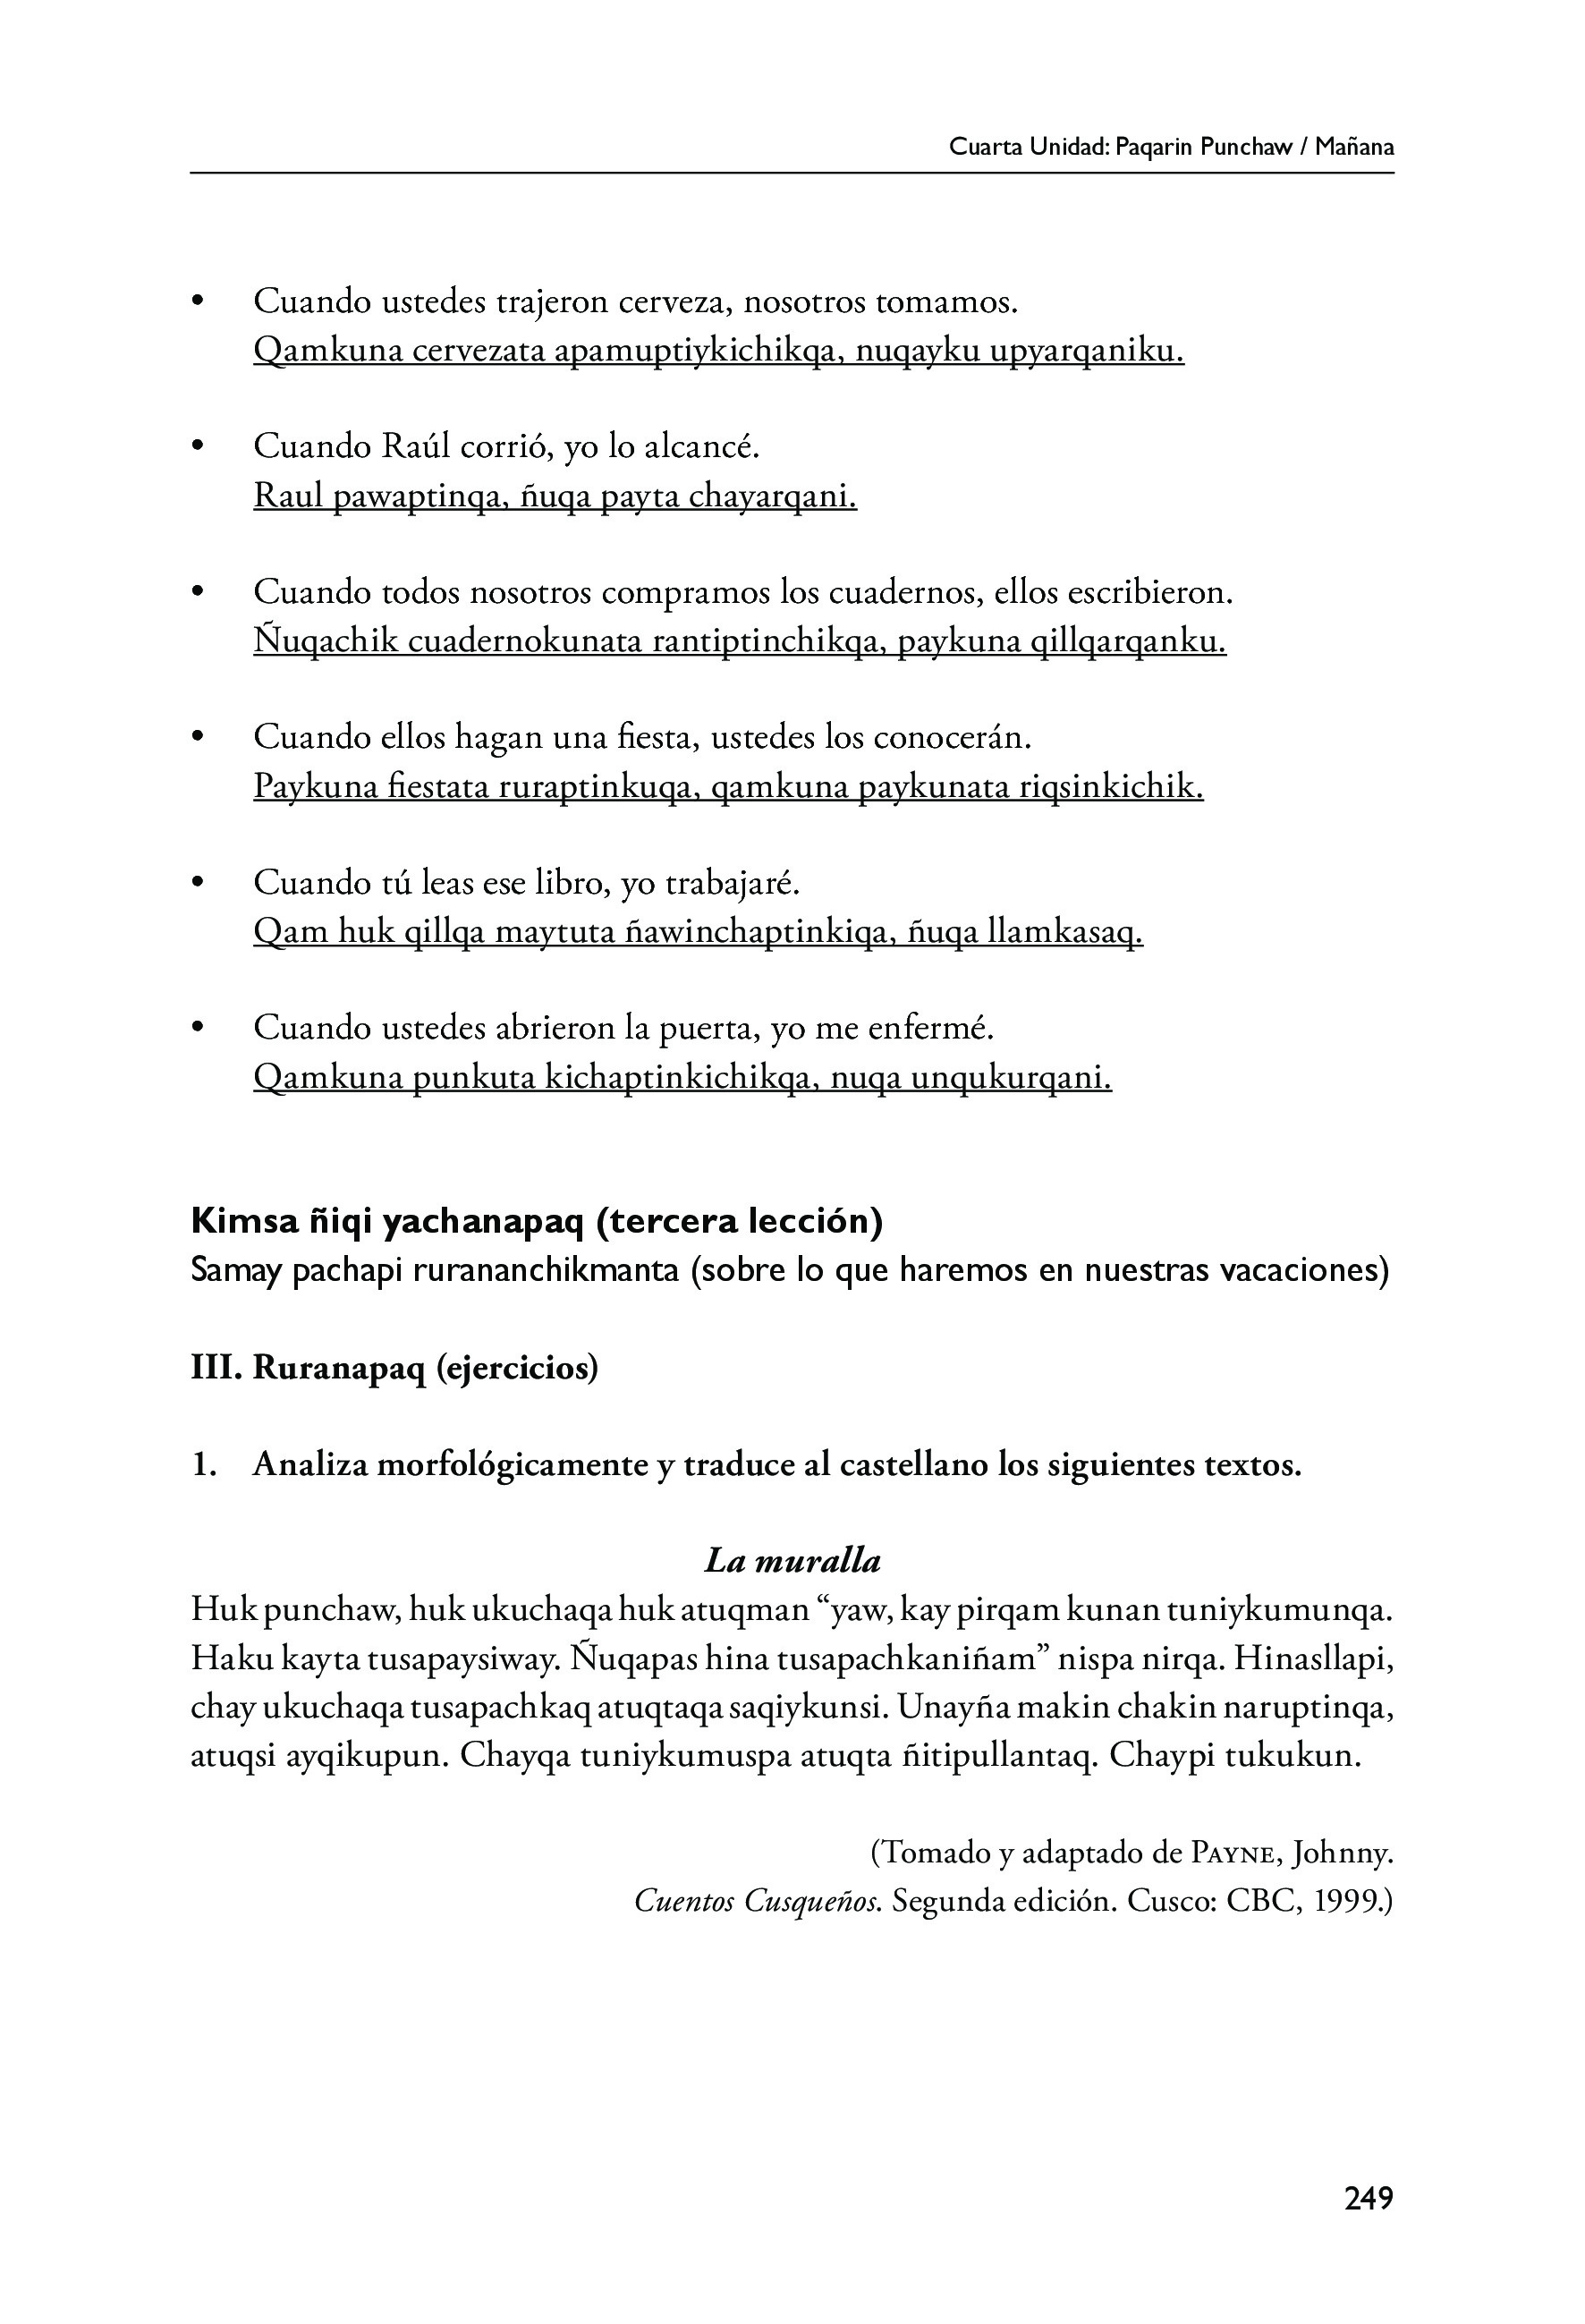 Cuarta Unidad: Paqarin Punchaw / Mañana
• Cuando ustedes trajeron cerveza, nosotros tomamos.
Qamkuna cervezata apamuptiykichikqa, nuqayku upyarqaniku.
• Cuando Raúl corrió, yo lo alcancé.
Raul pawaptinqa, ñuqa payta chayarqani.
• Cuando todos nosotros compramos los cuadernos, ellos escribieron.
Ñuqachik cuadernokunata rantiptinchikqa, paykuna qillqarqanku.
• Cuando ellos hagan una fiesta, ustedes los conocerán.
Paykuna fiestata ruraptinkuqa, qamkuna paykunata riqsinkichik.
• Cuando tú leas ese libro, yo trabajaré.
Qam huk qillqa maytuta ñawinchaptinkiqa, ñuqa llamkasaq.
• Cuando ustedes abrieron la puerta, yo me enfermé.
Qamkuna punkuta kichaptinkichikqa, nuqa unqukurqani.
Kimsa ñiqi yachanapaq (tercera lección)
Samay pachapi rurananchikmanta (sobre lo que haremos en nuestras vacaciones)
III. Ruranapaq (ejercicios)
1. Analiza morfológicamente y traduce al castellano los siguientes textos.
La muralla
Huk punchaw, huk ukuchaqa huk atuqman “yaw, kay pirqam kunan tuniykumunqa.
Haku kayta tusapaysiway. Ñuqapas hina tusapachkaniñam” nispa nirqa. Hinasllapi,
chay ukuchaqa tusapachkaq atuqtaqa saqiykunsi. Unayña makin chakin naruptinqa,
atuqsi ayqikupun. Chayqa tuniykumuspa atuqta ñitipullantaq. Chaypi tukukun.
(Tomado y adaptado de Payne, Johnny.
Cuentos Cusqueños. Segunda edición. Cusco: CBC, 1999.)
249